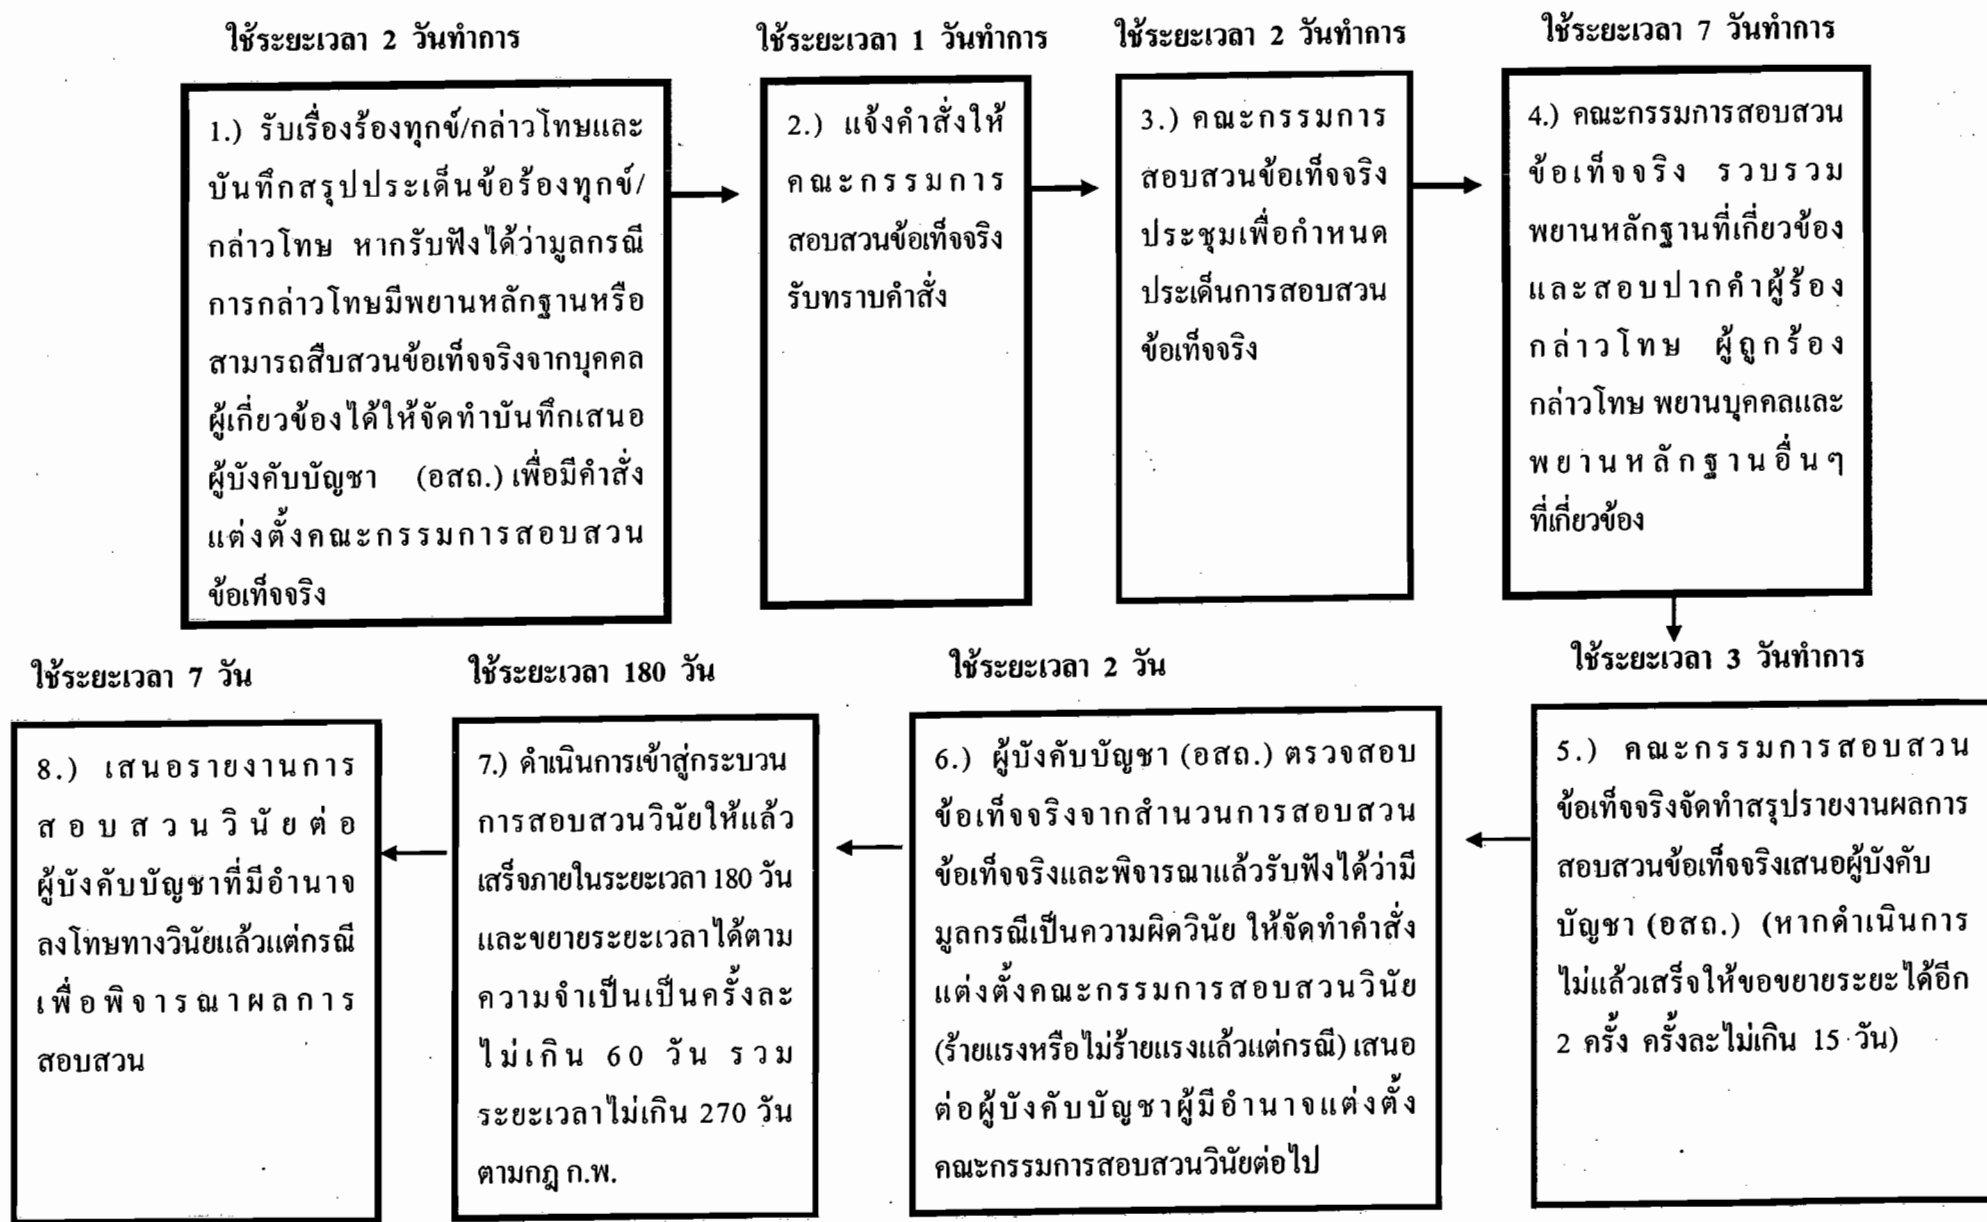 ใช้ระยะเวลา 2 วันทำการ
1.) รับเรื่องร้องทุกข์/กล่าวโทษและ
บันทึกสรุปประเด็นข้อร้องทุกข์/
กล่าวโทษ หากรับฟังได้ว่ามูลกรณี
การกล่าวโทษมีพยานหลักฐานหรือ
สามารถสืบสวนข้อเท็จจริงจากบุคคล
ผู้เกี่ยวข้องได้ให้จัดทำบันทึกเสนอ
ผู้บังคับบัญชา (อสถ.) เพื่อมีคำสั่ง
แต่งตั้งคณะกรรมการสอบสวน
ข้อเท็จจริง
ใช้ระยะเวลา 1 วันทำการ
2.) แจ้งคำสั่งให้
คณะกรรมการ
สอบสวนข้อเท็จจริง
รับทราบคำสั่ง
ใช้ระยะเวลา 2 วันทำการ
3.) คณะกรรมการ
สอบสวนข้อเท็จจริง
ประชุมเพื่อกำหนด
ประเด็นการสอบสวน
ข้อเท็จจริง
ใช้ระยะเวลา 7 วันทำการ
4.) คณะกรรมการสอบสวน
ข้อเท็จจริง รวบรวม
พยานหลักฐานที่เกี่ยวข้อง
และสอบปากคำผู้ร้อง
กล่าวโทษ ผู้ถูกร้อง
กล่าวโทษ พยานบุคคลและ
พยานหลักฐานอื่นๆ
ที่เกี่ยวข้อง
ใช้ระยะเวลา 3 วันทำการ
5.) คณะกรรมการสอบสวน
ข้อเท็จจริงจัดทำสรุปรายงานผลการ
สอบสวนข้อเท็จจริงเสนอผู้บังคับ
บัญชา (อสถ.) (หากดำเนินการ
ไม่แล้วเสร็จให้ขอขยายระยะได้อีก
2 ครั้ง ครั้งละไม่เกิน 15 วัน)
ใช้ระยะเวลา 2 วัน
6.) ผู้บังคับบัญชา (อสถ.) ตรวจสอบ
ข้อเท็จจริงจากสำนวนการสอบสวน
ข้อเท็จจริงและพิจารณาแล้วรับฟังได้ว่ามี
มูลกรณีเป็นความผิดวินัย ให้จัดทำคำสั่ง
แต่งตั้งคณะกรรมการสอบสวนวินัย
(ร้ายแรงหรือไม่ร้ายแรงแล้วแต่กรณี) เสนอ
ต่อผู้บังคับบัญชาผู้มีอำนาจแต่งตั้ง
คณะกรรมการสอบสวนวินัยต่อไป
ใช้ระยะเวลา 180 วัน
7.) ดำเนินการเข้าสู่กระบวน
การสอบสวนวินัยให้แล้ว
เสร็จภายในระยะเวลา 180 วัน
และขยายระยะเวลาได้ตาม
ความจำเป็นเป็นครั้งละ
ไม่เกิน 60 วัน รวม
ระยะเวลาไม่เกิน 270 วัน
ตามกฎ ก.พ.
ใช้ระยะเวลา 7 วัน
8.) เสนอรายงานการ
สอบสวนวินัยต่อ
ผู้บังคับบัญชาที่มีอำนาจ
ลงโทษทางวินัยแล้วแต่กรณี
เพื่อพิจารณาผลการ
สอบสวน